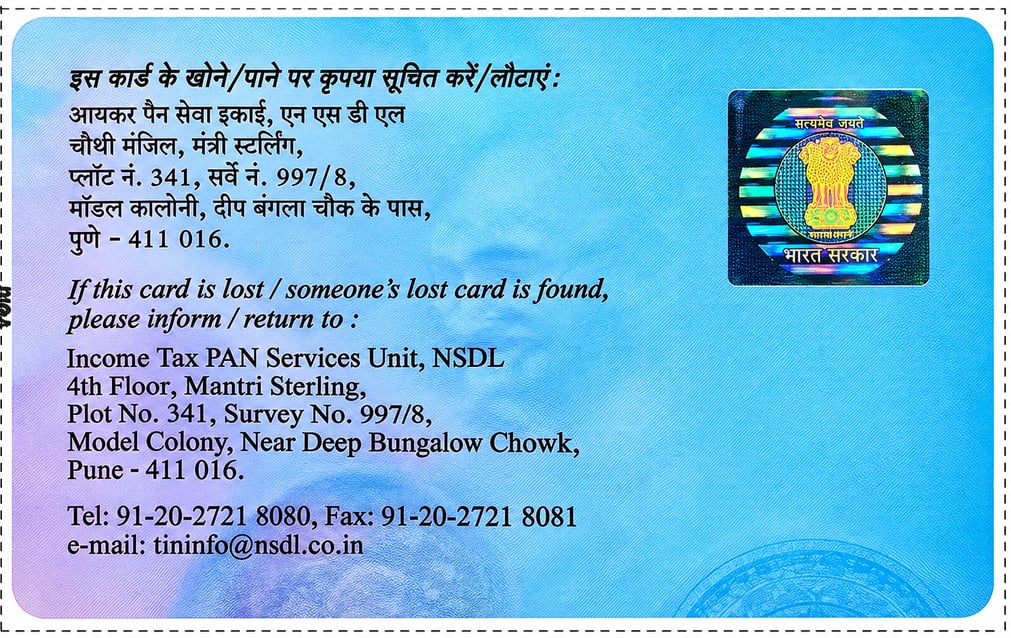 इस कार्ड के खोने/पाने पर कृपया सूचित करें/लौटाएं :
आयकर पैन सेवा इकाई, एन एस डी एल
चौथी मंजिल, मंत्री स्टर्लिंग,
प्लॉट नं. 341, सर्वे नं. 997/8,
मॉडल कालोनी, दीप बंगला चौक के पास,
पुणे - 411 016.
If this card is lost / someone's lost card is found,
please inform / return to :
Income Tax PAN Services Unit, NSDL
4th Floor, Mantri Sterling,
Plot No. 341, Survey No. 997/8,
Model Colony, Near Deep Bungalow Chowk,
Pune - 411 016.
Tel: 91-20-2721 8080, Fax: 91-20-2721 8081
e-mail: tininfo@nsdl.co.in
सत्यमेव जयते
भारत सरकार